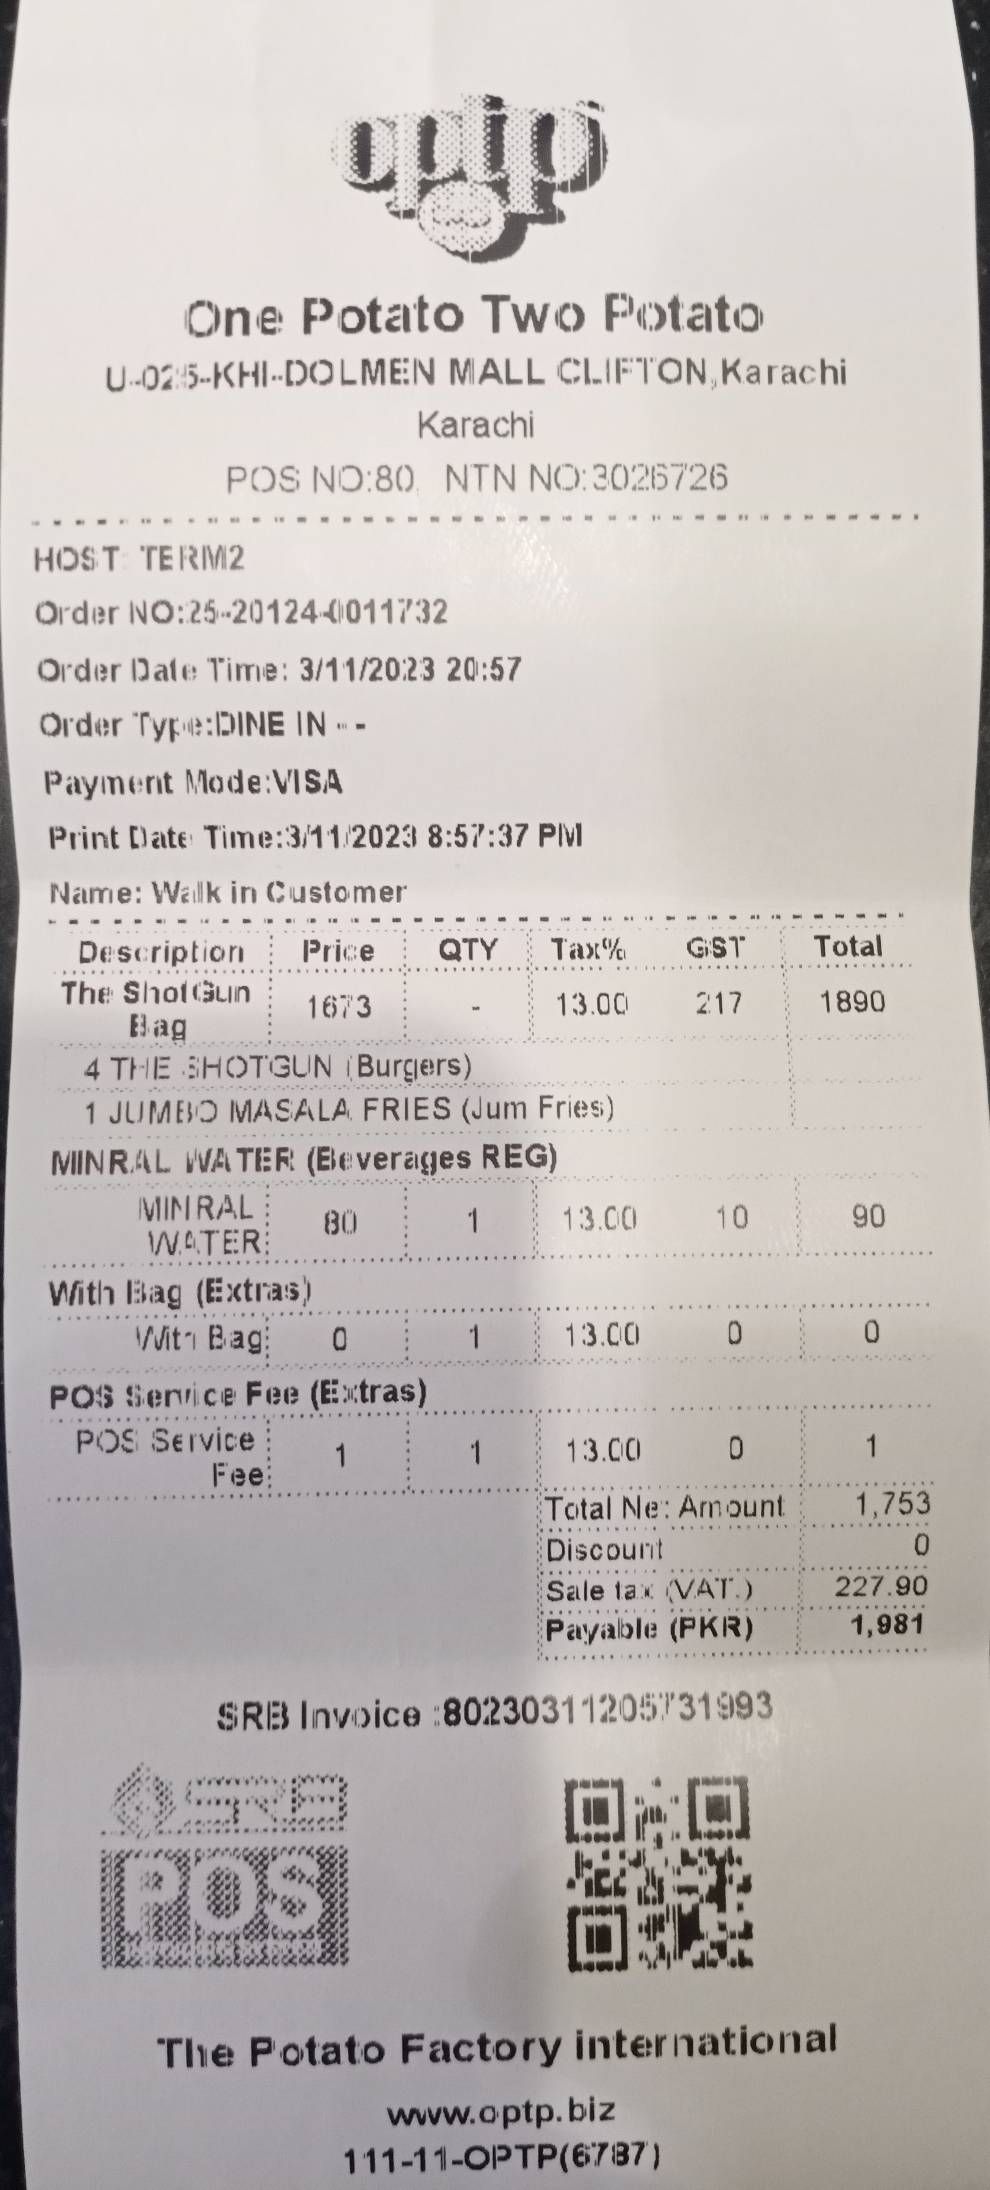 optp
One Potato Two Potato
U-025-KHI-DOLMEN MALL CLIFTON,Karachi
Karachi
POS NO:80, NTN NO:3026726
HOST: TERM2
Order NO:25-20124-0011732
Order Date Time: 3/11/2023 20:57
Order Type:DINE IN - -
Payment Mode:VISA
Print Date Time:3/11/2023 8:57:37 PM
Name: Walk in Customer
Description Price QTY Tax% GST Total
The ShotGun Bag 1673 - 13.00 217 1890
4 THE SHOTGUN (Burgers)
1 JUMBO MASALA FRIES (Jum Fries)
MINRAL WATER (Beverages REG)
MINRAL WATER 80 1 13.00 10 90
With Bag (Extras)
With Bag 0 1 13.00 0 0
POS Service Fee (Extras)
POS Service Fee 1 1 13.00 0 1
Total Net Amount 1,753
Discount 0
Sale tax (VAT.) 227.90
Payable (PKR) 1,981
SRB Invoice :80230311205731993
SRB
POS
The Potato Factory international
www.optp.biz
111-11-OPTP(6787)